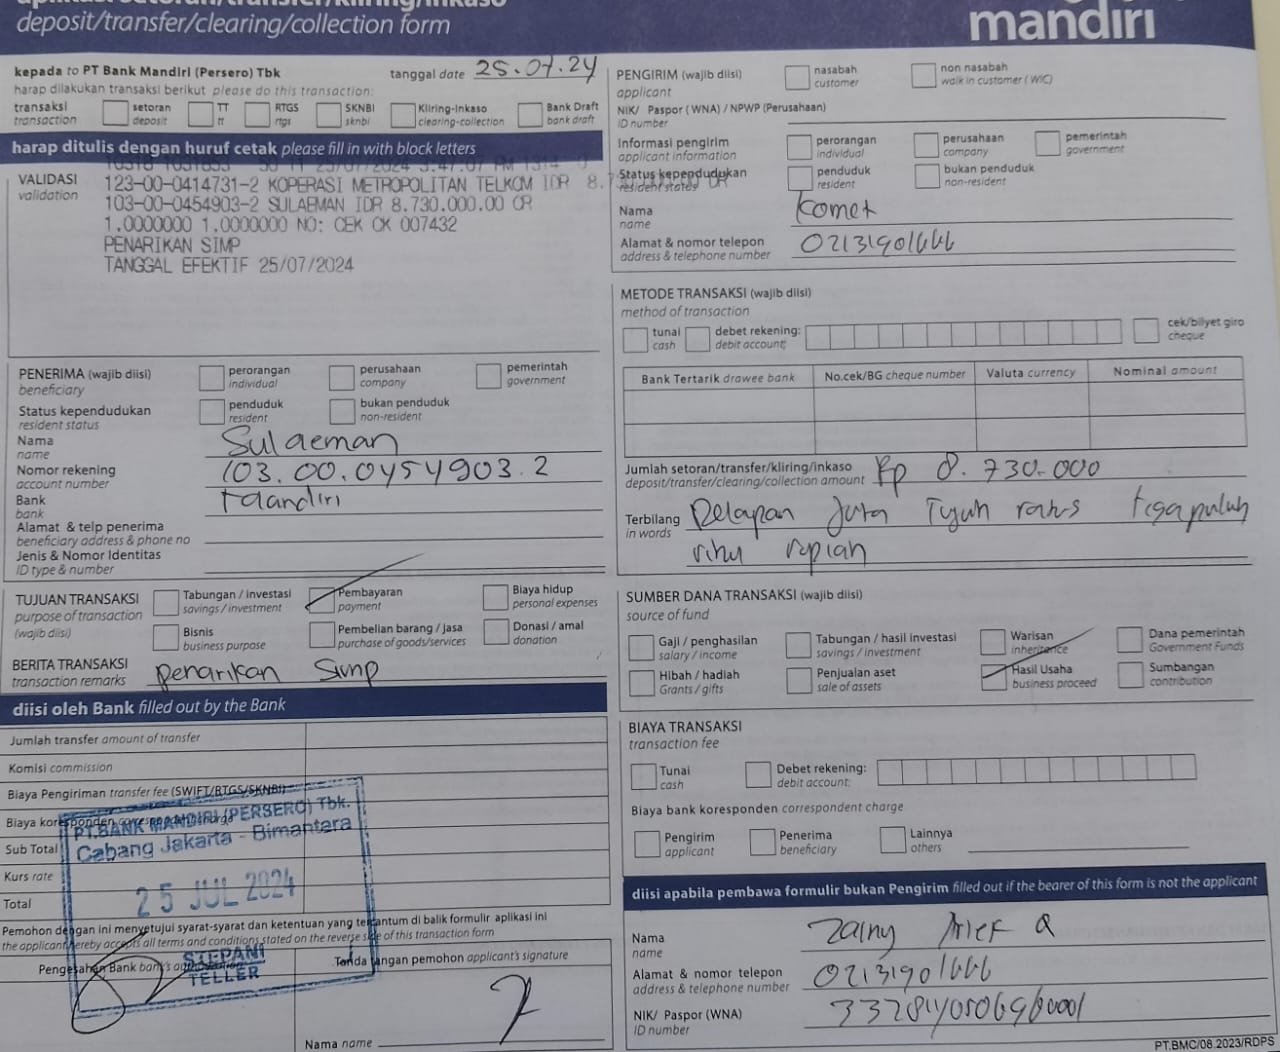 aplikasi setoran/transfer/kliring/inkaso
deposit/transfer/clearing/collection form
mandiri
kepada to PT Bank Mandiri (Persero) Tbk
tanggal date 25.07.24
harap dilakukan transaksi berikut please do this transaction:
transaksi transaction
setoran deposit
TT tt
RTGS rtgs
SKNBI sknbi
Kliring-Inkaso clearing-collection
Bank Draft bank draft
harap ditulis dengan huruf cetak please fill in with block letters
VALIDASI
validation
123-00-0414731-2 KOPERASI METROPOLITAN TELKOM IDR 8.730.000.00 DR
103-00-0454903-2 SULAEMAN IDR 8.730.000.00 CR
1.0000000 1.0000000 NO: CEK CK 007432
PENARIKAN SIMP
TANGGAL EFEKTIF 25/07/2024
PENERIMA (wajib diisi)
beneficiary
perorangan individual
perusahaan company
pemerintah government
Status kependudukan
resident status
penduduk resident
bukan penduduk non-resident
Nama
name
Sulaeman
Nomor rekening
account number
103.00.0454903.2
Bank
bank
Mandiri
Alamat & telp penerima
beneficiary address & phone no
Jenis & Nomor Identitas
ID type & number
TUJUAN TRANSAKSI
purpose of transaction
(wajib diisi)
Tabungan / investasi
savings / investment
Pembayaran
payment
Biaya hidup
personal expenses
Bisnis
business purpose
Pembelian barang / jasa
purchase of goods/services
Donasi / amal
donation
BERITA TRANSAKSI
transaction remarks
penarikan Simp
diisi oleh Bank filled out by the Bank
Jumlah transfer amount of transfer
Komisi commission
Biaya Pengiriman transfer fee (SWIFT/RTGS/SKNBI)
Biaya koresponden correspondent charge
Sub Total
Kurs rate
Total
PT.BANK MANDIRI (PERSERO) Tbk.
Cabang Jakarta - Bimantara
25 JUL 2024
STEPANI
TELLER
Pemohon dengan ini menyetujui syarat-syarat dan ketentuan yang tercantum di balik formulir aplikasi ini
the applicant hereby accepts all terms and conditions stated on the reverse side of this transaction form
Pengesahan Bank bank's authorization
Tanda tangan pemohon applicant's signature
Nama name
PENGIRIM (wajib diisi)
applicant
nasabah
customer
non nasabah
walk in customer (WIC)
NIK/ Paspor (WNA) / NPWP (Perusahaan)
ID number
Informasi pengirim
applicant information
perorangan
individual
perusahaan
company
pemerintah
government
Status kependudukan
resident status
penduduk
resident
bukan penduduk
non-resident
Nama
name
Komet
Alamat & nomor telepon
address & telephone number
02131901666
METODE TRANSAKSI (wajib diisi)
method of transaction
tunai
cash
debet rekening:
debit account:
cek/bilyet giro
cheque
Bank Tertarik drawee bank
No.cek/BG cheque number
Valuta currency
Nominal amount
Jumlah setoran/transfer/kliring/inkaso
deposit/transfer/clearing/collection amount
Rp 8.730.000
Terbilang
in words
Delapan Juta Tujuh ratus tiga puluh
ribu rupiah
SUMBER DANA TRANSAKSI (wajib diisi)
source of fund
Gaji / penghasilan
salary / income
Tabungan / hasil investasi
savings / investment
Warisan
inheritence
Dana pemerintah
Government Funds
Hibah / hadiah
Grants / gifts
Penjualan aset
sale of assets
Hasil Usaha
business proceed
Sumbangan
contribution
BIAYA TRANSAKSI
transaction fee
Tunai
cash
Debet rekening:
debit account:
Biaya bank koresponden correspondent charge
Pengirim
applicant
Penerima
beneficiary
Lainnya
others
diisi apabila pembawa formulir bukan Pengirim filled out if the bearer of this form is not the applicant
Nama
name
Zainy Arief Q
Alamat & nomor telepon
address & telephone number
02131901666
NIK/ Paspor (WNA)
ID number
PT.BMC/08.2023/RDPS